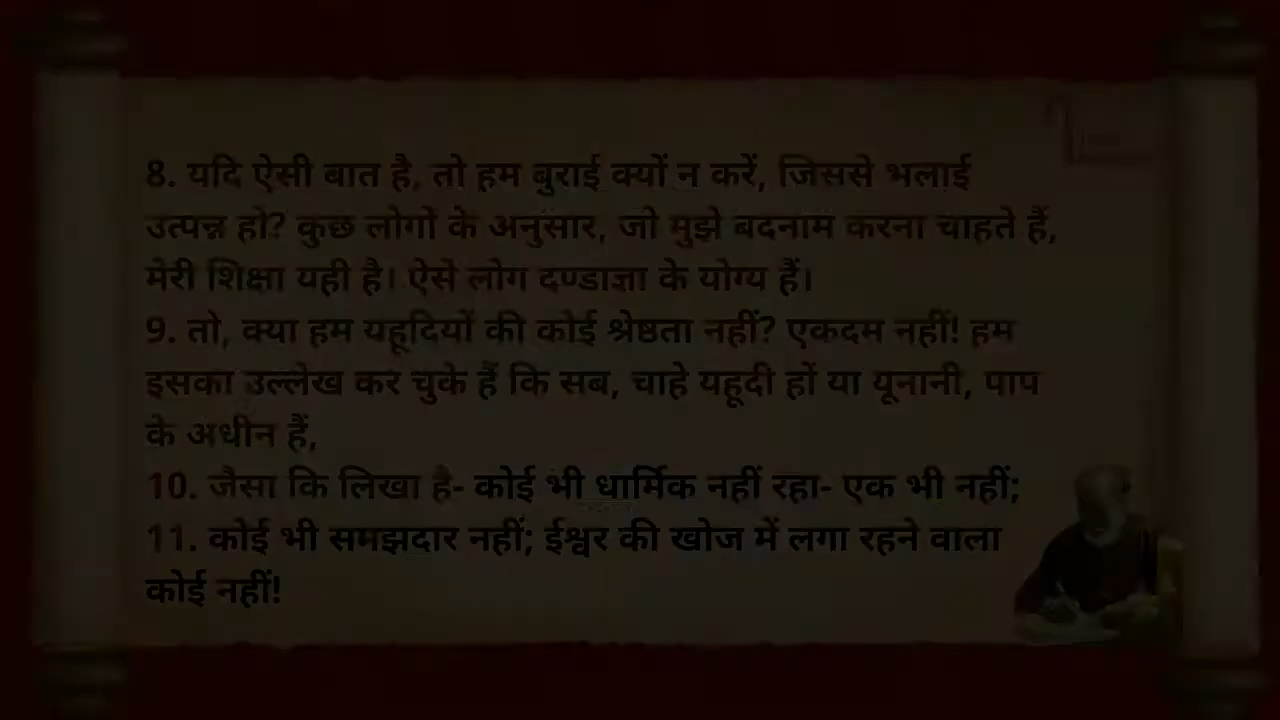 8. यदि ऐसी बात है, तो हम बुराई क्यों न करें, जिससे भलाई
उत्पन्न हो? कुछ लोगों के अनुसार, जो मुझे बदनाम करना चाहते हैं,
मेरी शिक्षा यही है। ऐसे लोग दण्डाज्ञा के योग्य हैं।
9. तो, क्या हम यहूदियों की कोई श्रेष्ठता नहीं? एकदम नहीं! हम
इसका उल्लेख कर चुके हैं कि सब, चाहे यहूदी हों या यूनानी, पाप
के अधीन हैं,
10. जैसा कि लिखा है- कोई भी धार्मिक नहीं रहा- एक भी नहीं;
11. कोई भी समझदार नहीं; ईश्वर की खोज में लगा रहने वाला
कोई नहीं!